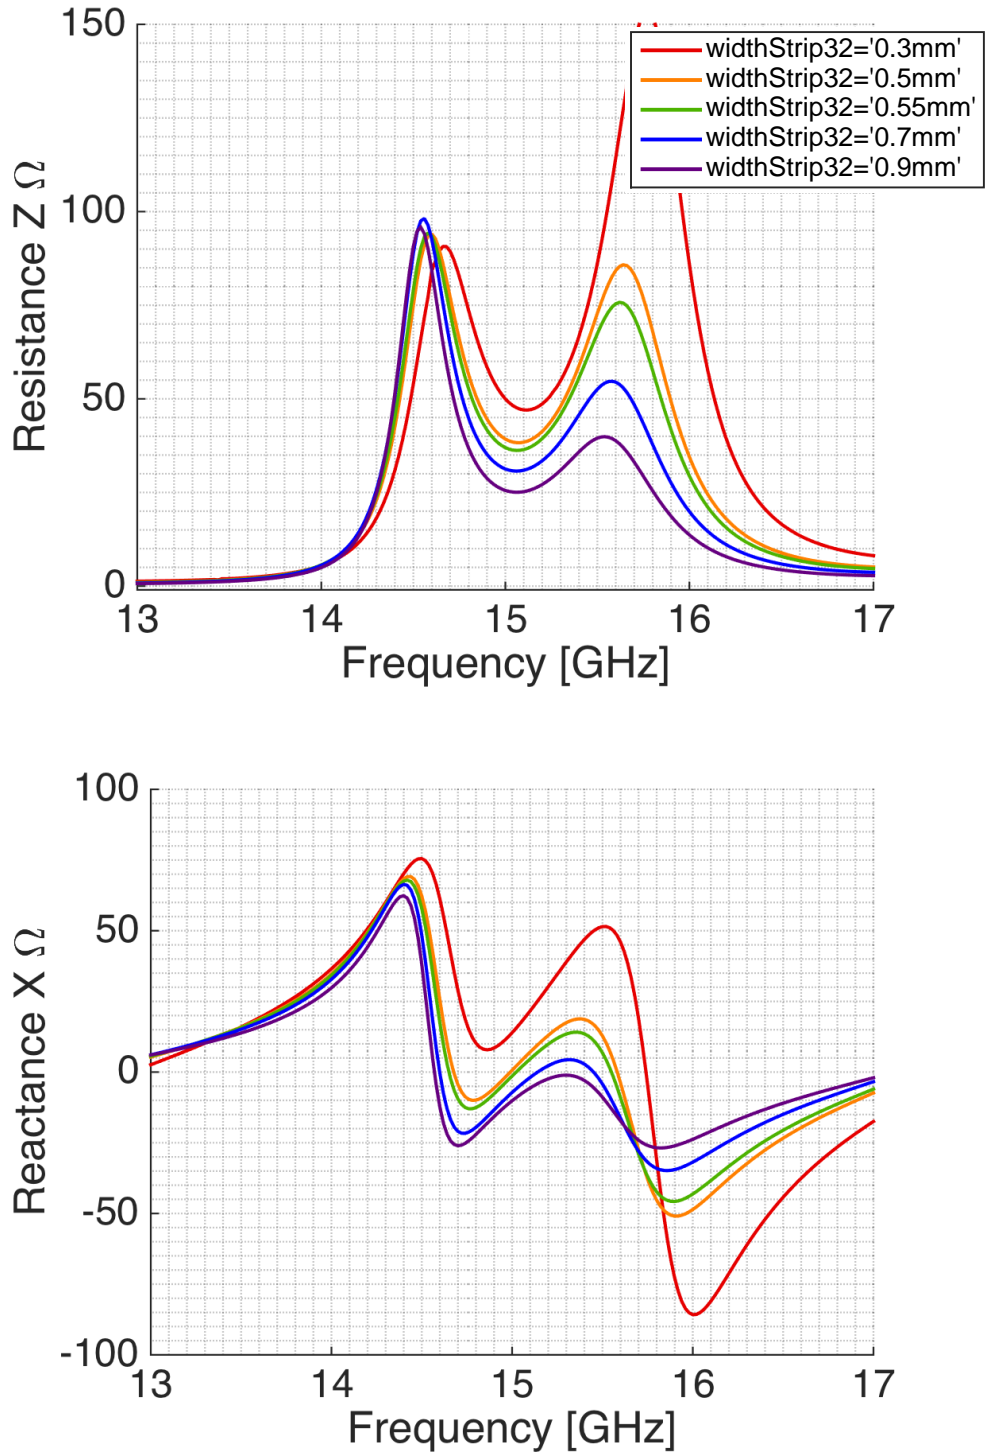 150
100
50
0
Resistance Z Ω
widthStrip32='0.3mm'
widthStrip32='0.5mm'
widthStrip32='0.55mm'
widthStrip32='0.7mm'
widthStrip32='0.9mm'
13 14 15 16 17
Frequency [GHz]
100
50
0
-50
-100
Reactance X Ω
13 14 15 16 17
Frequency [GHz]